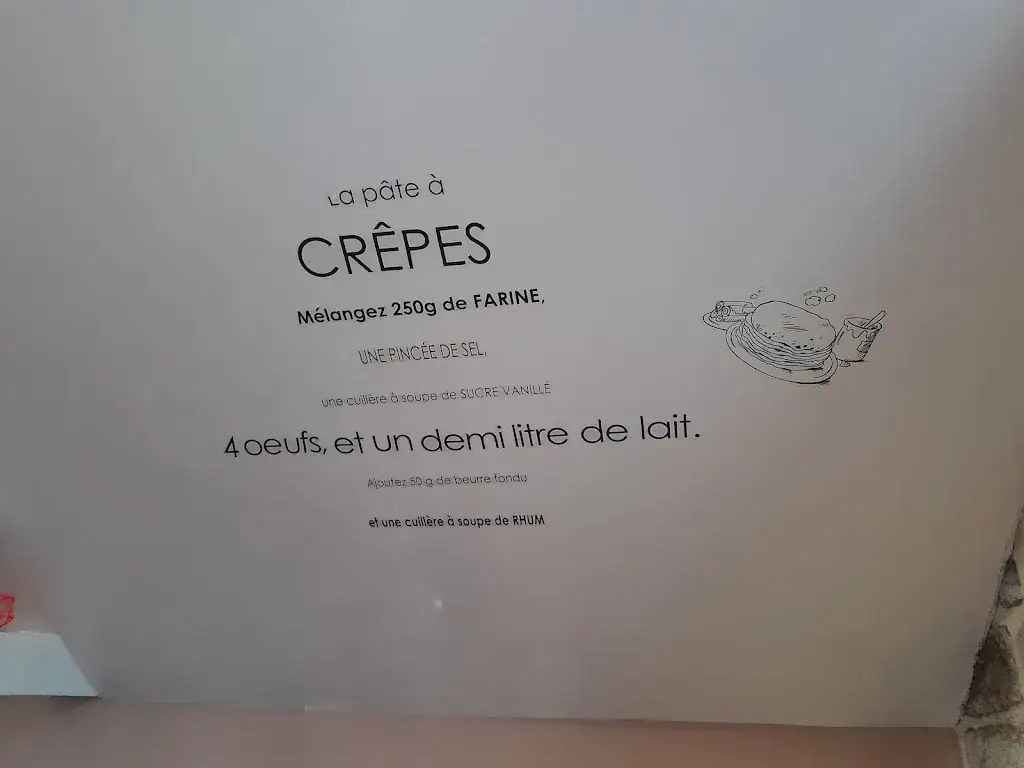 La pâte à
CRÊPES
Mélangez 250g de FARINE,
UNE PINCÉE DE SEL,
une cuillère à soupe de SUCRE VANILLÉ
4 oeufs, et un demi litre de lait.
Ajoutez 50 g de beurre fondu
et une cuillère à soupe de RHUM